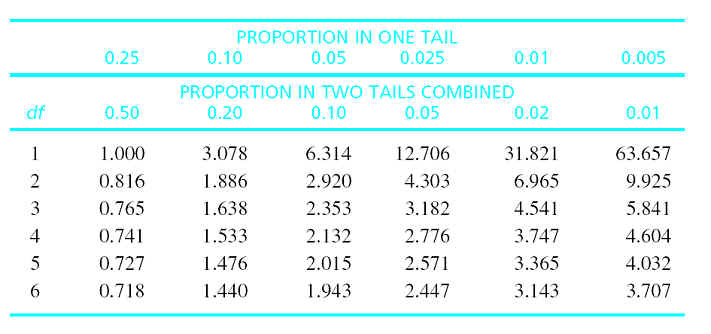 PROPORTION IN ONE TAIL
0.25 0.10 0.05 0.025 0.01 0.005
PROPORTION IN TWO TAILS COMBINED
df 0.50 0.20 0.10 0.05 0.02 0.01
1 1.000 3.078 6.314 12.706 31.821 63.657
2 0.816 1.886 2.920 4.303 6.965 9.925
3 0.765 1.638 2.353 3.182 4.541 5.841
4 0.741 1.533 2.132 2.776 3.747 4.604
5 0.727 1.476 2.015 2.571 3.365 4.032
6 0.718 1.440 1.943 2.447 3.143 3.707